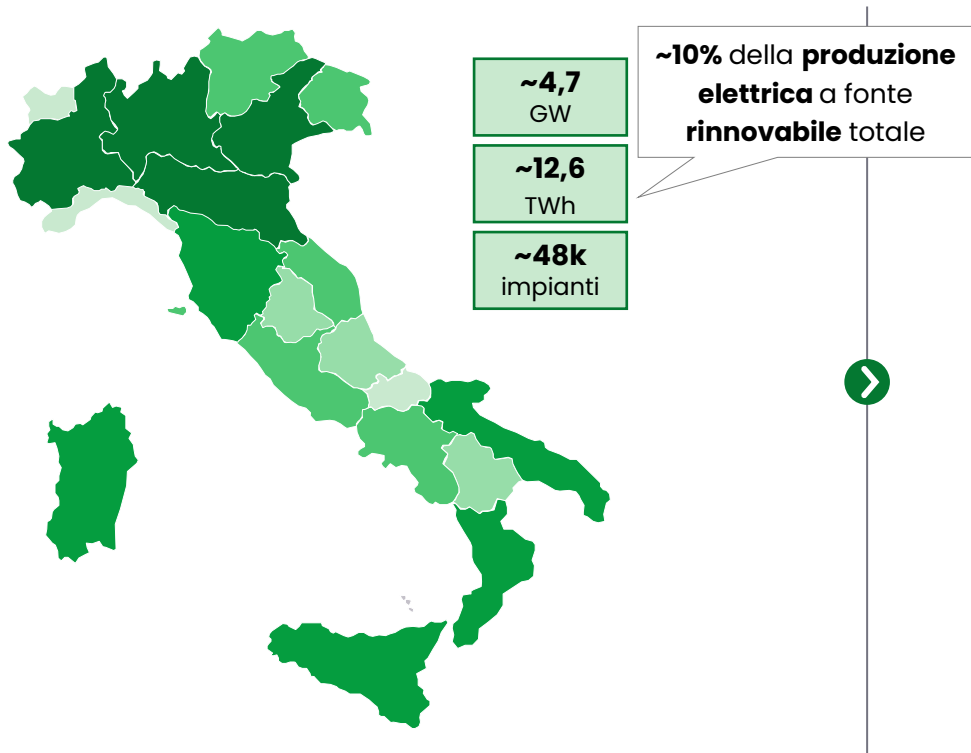 ~10% della produzione
elettrica a fonte
rinnovabile totale
~4,7
GW
~12,6
TWh
~48k
impianti